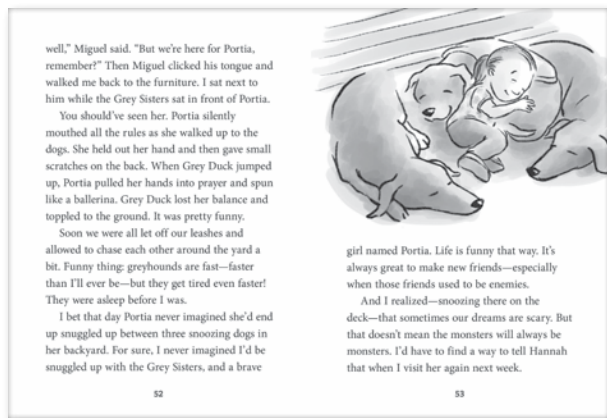 well,” Miguel said. “But we’re here for Portia,
remember?” Then Miguel clicked his tongue and
walked me back to the furniture. I sat next to
him while the Grey Sisters sat in front of Portia.
You should’ve seen her. Portia silently
mouthed all the rules as she walked up to the
dogs. She held out her hand and then gave small
scratches on the back. When Grey Duck jumped
up, Portia pulled her hands into prayer and spun
like a ballerina. Grey Duck lost her balance and
toppled to the ground. It was pretty funny.
Soon we were all let off our leashes and
allowed to chase each other around the yard a
bit. Funny thing: greyhounds are fast—faster
than I’ll ever be—but they get tired even faster!
They were asleep before I was.
I bet that day Portia never imagined she’d end
up snuggled up between three snoozing dogs in
her backyard. For sure, I never imagined I’d be
snuggled up with the Grey Sisters, and a brave
52
girl named Portia. Life is funny that way. It’s
always great to make new friends—especially
when those friends used to be enemies.
And I realized—snoozing there on the
deck—that sometimes our dreams are scary. But
that doesn’t mean the monsters will always be
monsters. I’d have to find a way to tell Hannah
that when I visit her again next week.
53